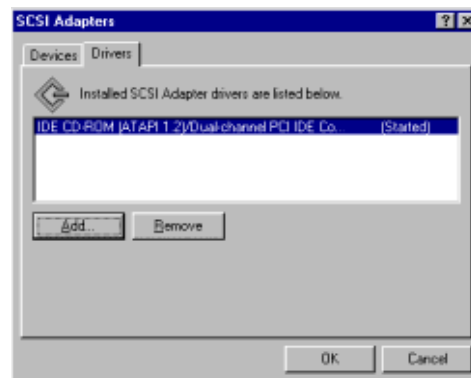 SCSI Adapters
Devices Drivers
Installed SCSI Adapter drivers are listed below.
IDE CD-ROM (ATAPI 1.2)/Dual-channel PCI IDE Co... (Started)
Add... Remove
OK Cancel